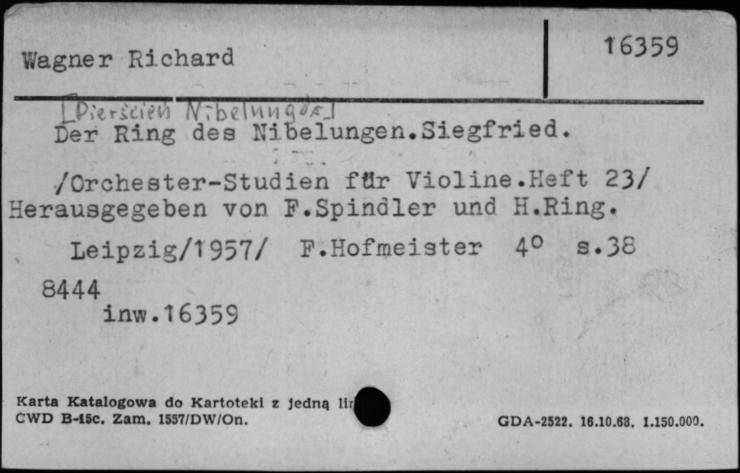 Wagner Richard 16359
[Pierścień Nibelunga]
Der Ring des Nibelungen.Siegfried.
/Orchester-Studien für Violine.Heft 23/
Herausgegeben von F.Spindler und H.Ring.
Leipzig/1957/ F.Hofmeister 4° s.38
8444
inw.16359
Karta Katalogowa do Kartoteki z jedną
CWD B-15c. Zam. 1557/DW/On. GDA-2522. 16.10.68. 1.150.000.